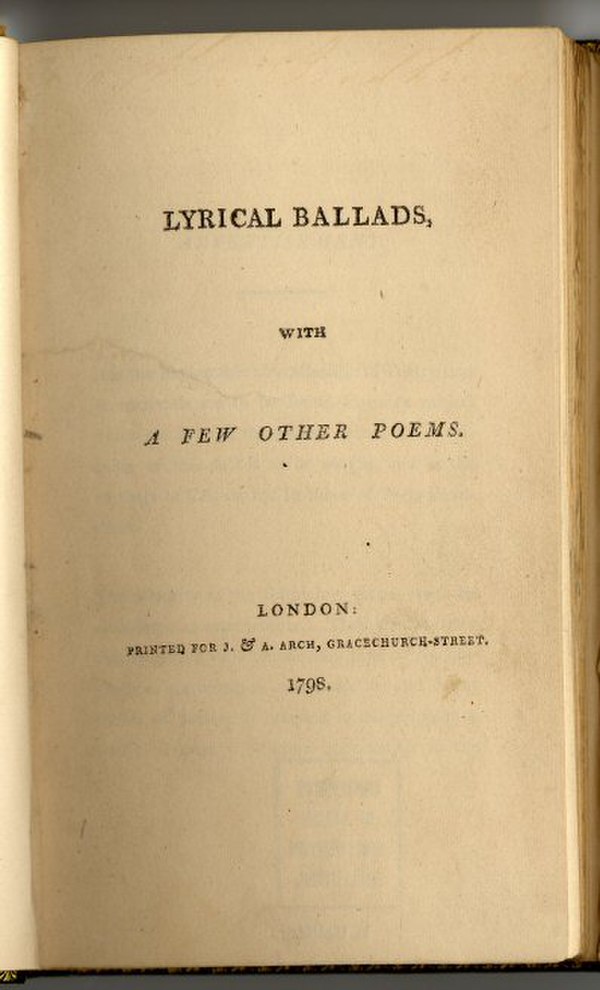 LYRICAL BALLADS,
WITH
A FEW OTHER POEMS.
LONDON:
PRINTED FOR J. & A. ARCH, GRACECHURCH-STREET.
1798.